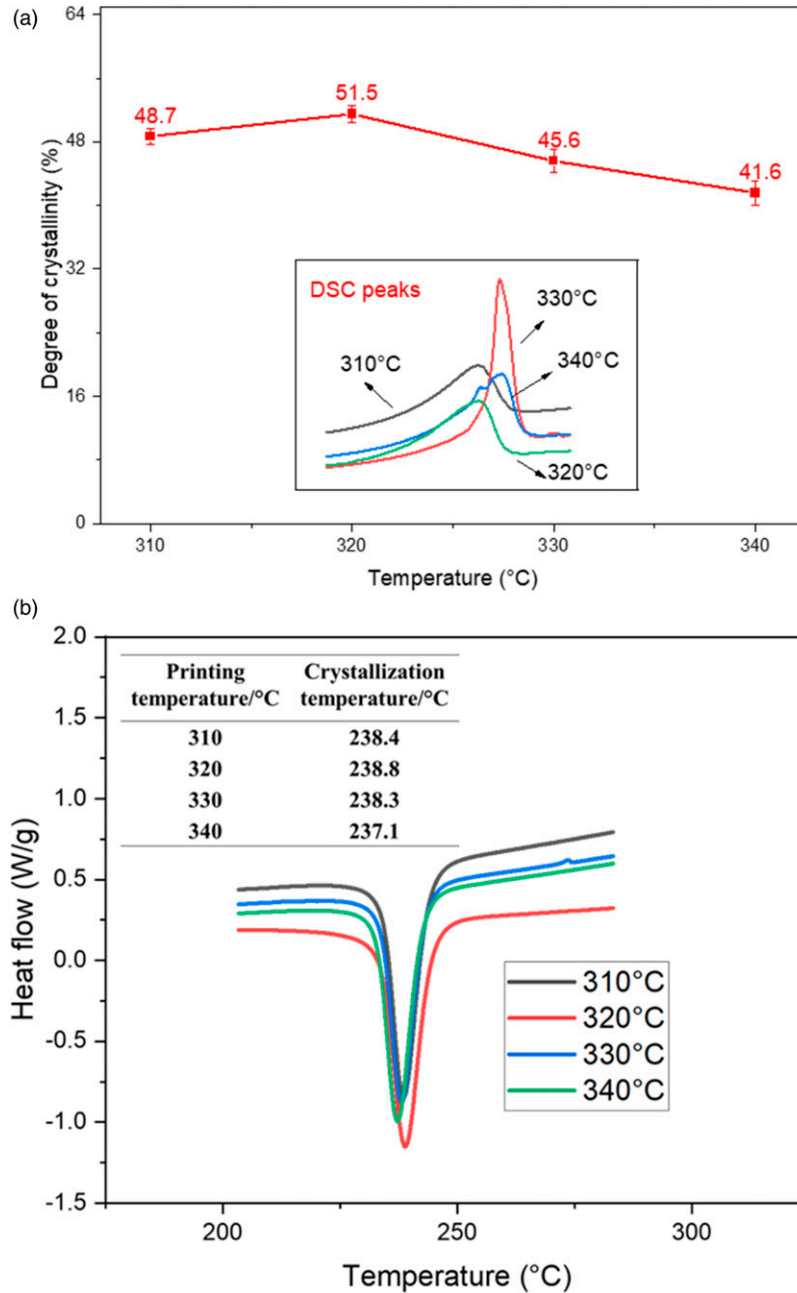 (a)
64
48
32
16
0
Degree of crystallinity (%)
48.7
51.5
45.6
41.6
DSC peaks
330°C
340°C
310°C
320°C
310
320
330
340
Temperature (°C)
(b)
2.0
1.5
1.0
0.5
0.0
-0.5
-1.0
-1.5
Heat flow (W/g)
Printing Crystallization
temperature/°C temperature/°C
310 238.4
320 238.8
330 238.3
340 237.1
310°C
320°C
330°C
340°C
200
250
300
Temperature (°C)